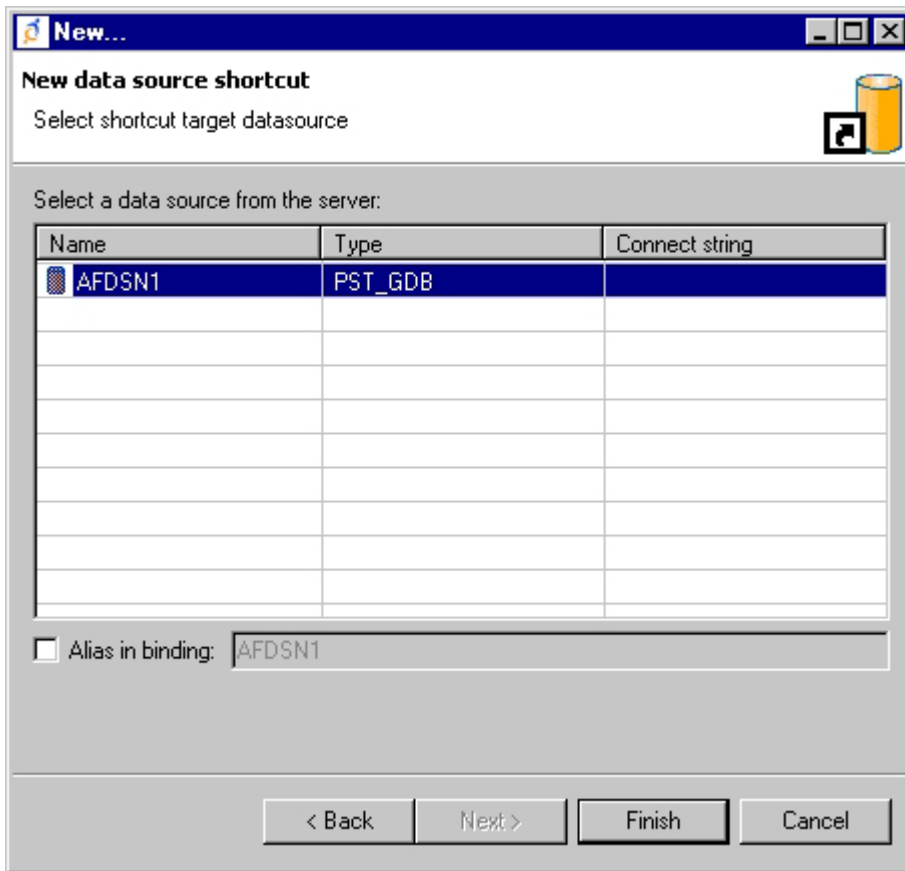 New...
New data source shortcut
Select shortcut target datasource
Select a data source from the server:
Name Type Connect string
AFDSN1 PST_GDB
Alias in binding: AFDSN1
< Back Next > Finish Cancel